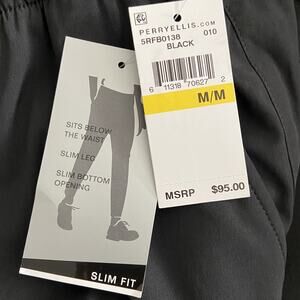 PERRYELLIS.COM
5RFB0138 010
BLACK
6 11318 70627 2
M/M
MSRP $95.00
SITS BELOW
THE WAIST
SLIM LEG
SLIM BOTTOM
OPENING
SLIM FIT